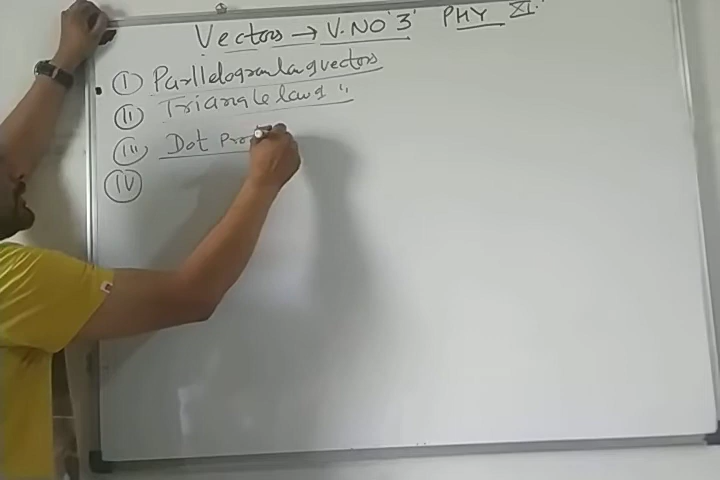 Vectors → V.NO '3' PHY XI
(I) Parllelogram law of vectors
(II) Triangle law of "
(III) Dot Pro
(IV)